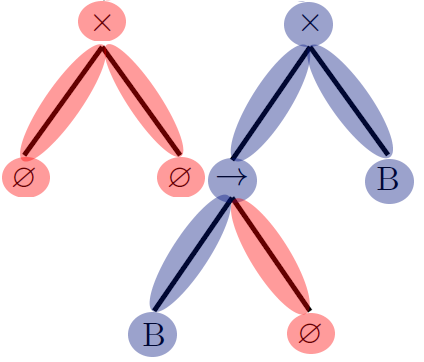 × ×
∅ ∅ → B
B ∅